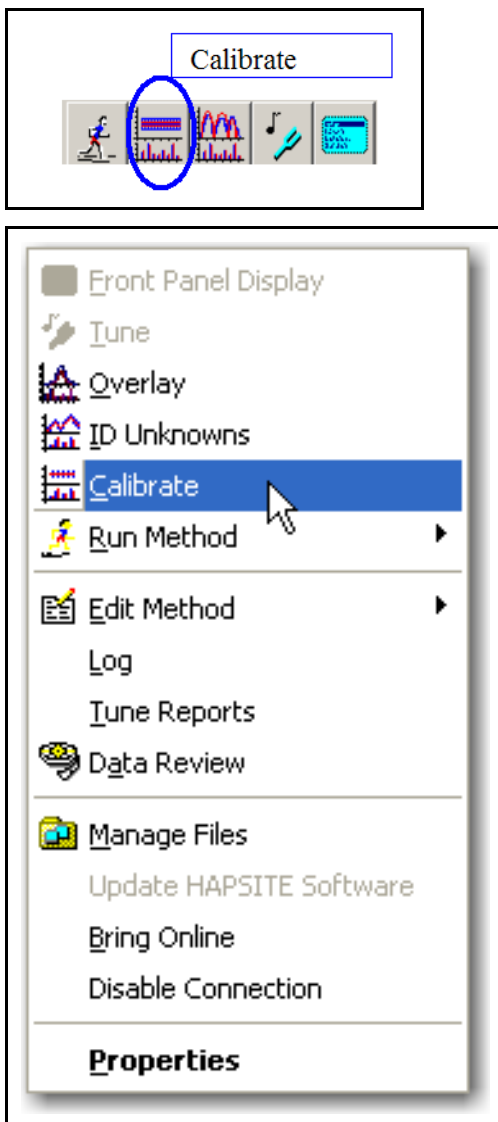 Calibrate
Front Panel Display
Tune
Overlay
ID Unknowns
Calibrate
Run Method
Edit Method
Log
Tune Reports
Data Review
Manage Files
Update HAPSITE Software
Bring Online
Disable Connection
Properties